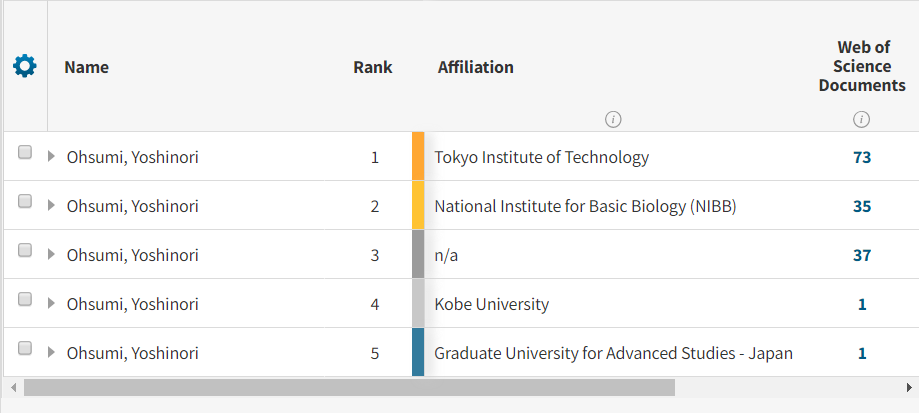 Name Rank Affiliation Web of Science Documents
Ohsumi, Yoshinori 1 Tokyo Institute of Technology 73
Ohsumi, Yoshinori 2 National Institute for Basic Biology (NIBB) 35
Ohsumi, Yoshinori 3 n/a 37
Ohsumi, Yoshinori 4 Kobe University 1
Ohsumi, Yoshinori 5 Graduate University for Advanced Studies - Japan 1